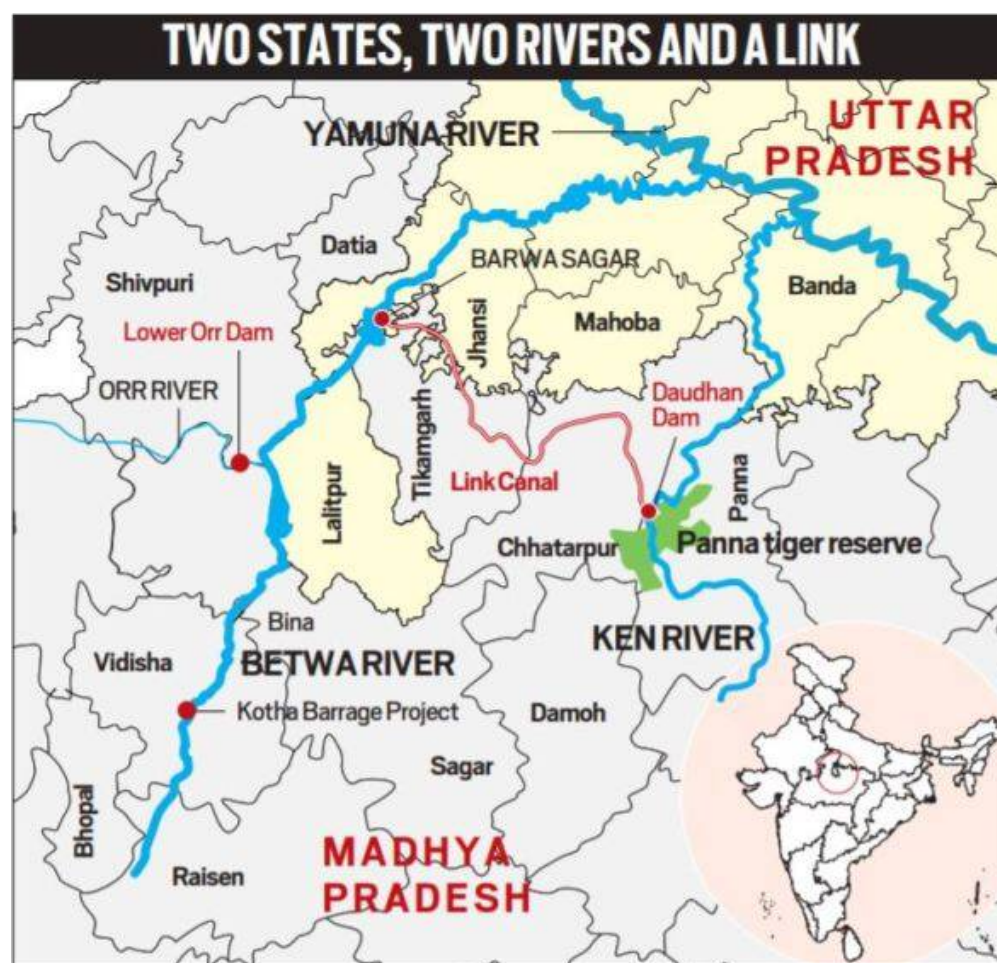 TWO STATES, TWO RIVERS AND A LINK
YAMUNA RIVER
UTTAR
PRADESH
Datia
BARWA SAGAR
Shivpuri
Banda
Jhansi
Mahoba
Lower Orr Dam
ORR RIVER
Tikamgarh
Daudhan
Dam
Link Canal
Lalitpur
Panna
Chhatarpur
Panna tiger reserve
Bina
Vidisha
BETWA RIVER
KEN RIVER
Kotha Barrage Project
Damoh
Sagar
Bhopal
Raisen
MADHYA
PRADESH